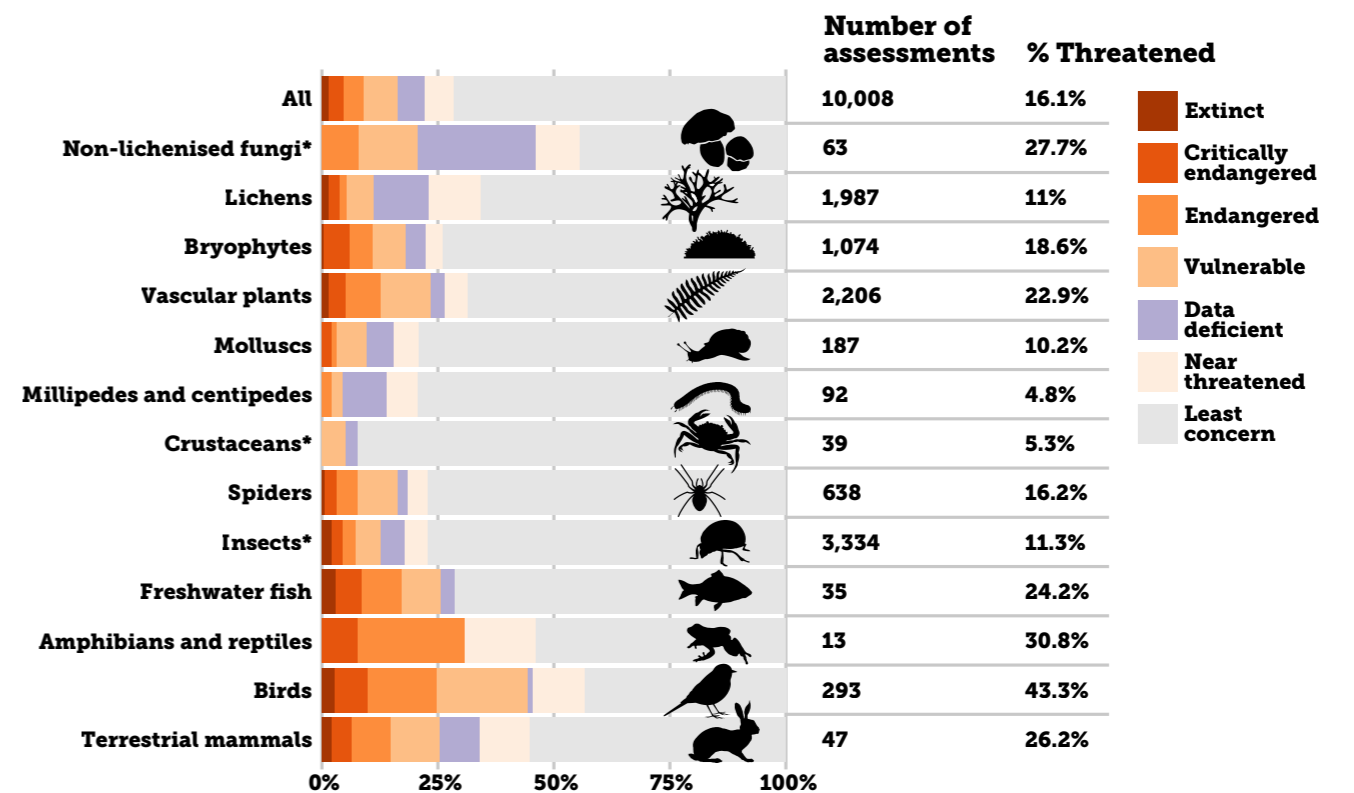 Number of
assessments
% Threatened
All 10,008 16.1%
Non-lichenised fungi* 63 27.7%
Lichens 1,987 11%
Bryophytes 1,074 18.6%
Vascular plants 2,206 22.9%
Molluscs 187 10.2%
Millipedes and centipedes 92 4.8%
Crustaceans* 39 5.3%
Spiders 638 16.2%
Insects* 3,334 11.3%
Freshwater fish 35 24.2%
Amphibians and reptiles 13 30.8%
Birds 293 43.3%
Terrestrial mammals 47 26.2%
0% 25% 50% 75% 100%
Extinct
Critically
endangered
Endangered
Vulnerable
Data
deficient
Near
threatened
Least
concern